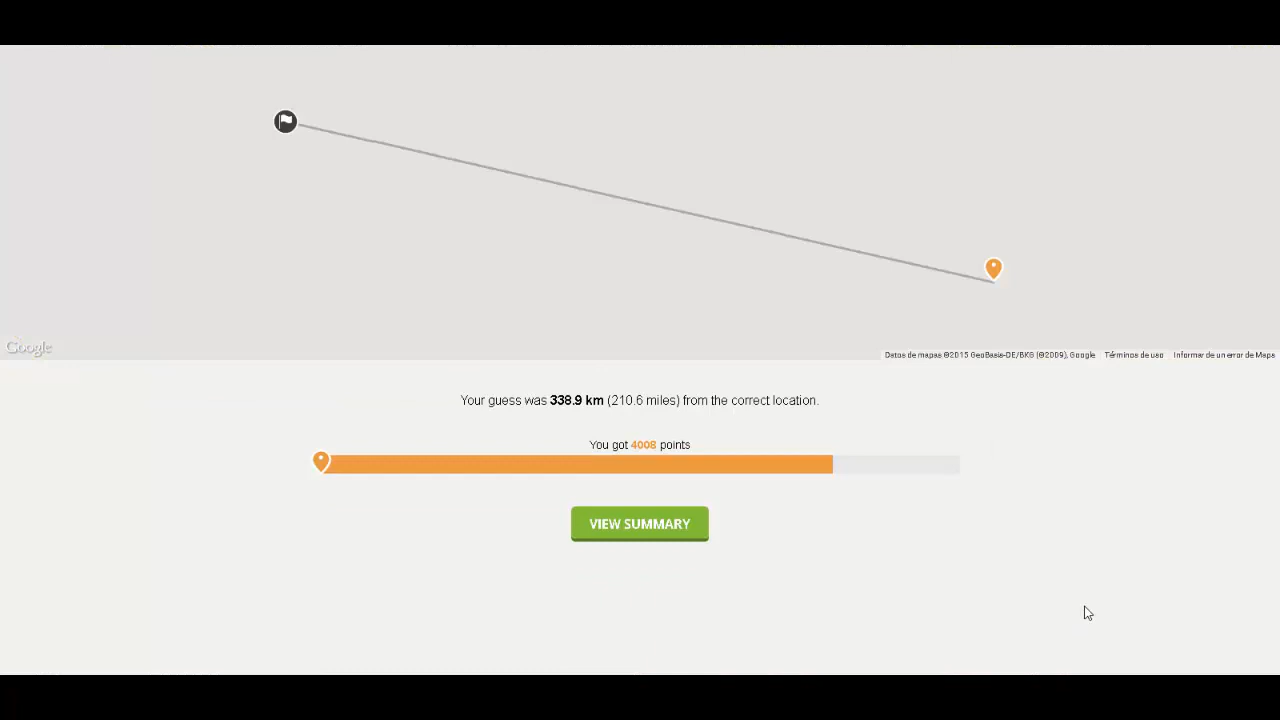 Google
Datos de mapas ©2015 GeoBasis-DE/BKG (©2009), Google Términos de uso Informar de un error de Maps
Your guess was 338.9 km (210.6 miles) from the correct location.
You got 4008 points
VIEW SUMMARY